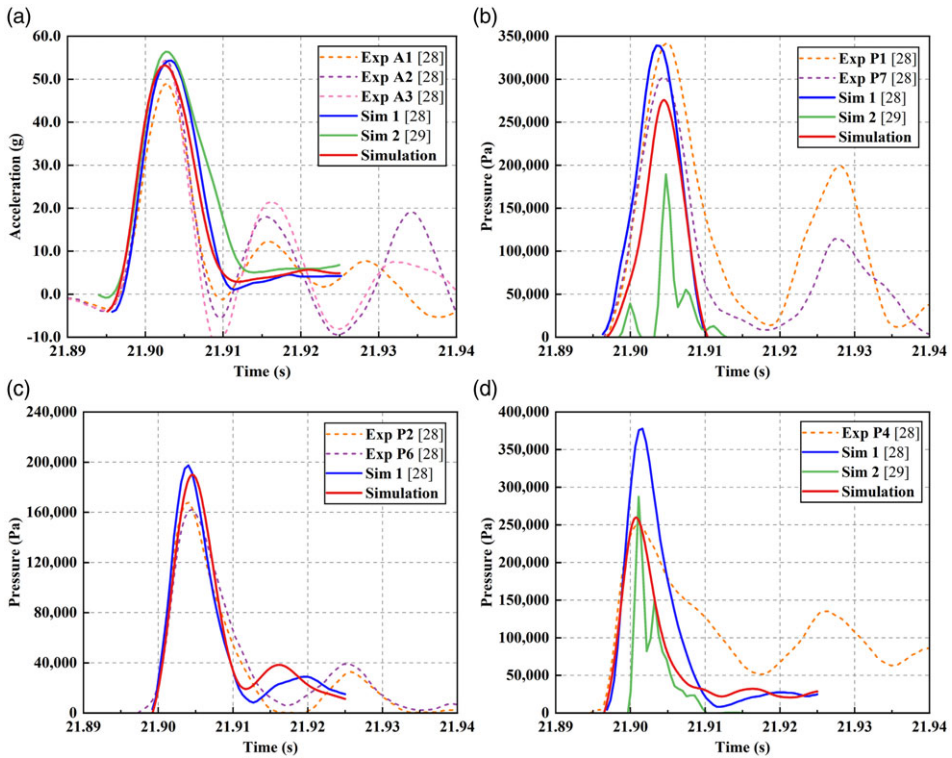 (a)
Acceleration (g)
60.0
50.0
40.0
30.0
20.0
10.0
0.0
-10.0
21.89 21.90 21.91 21.92 21.93 21.94
Time (s)
Exp A1 [28]
Exp A2 [28]
Exp A3 [28]
Sim 1 [28]
Sim 2 [29]
Simulation
(b)
Pressure (Pa)
350,000
300,000
250,000
200,000
150,000
100,000
50,000
0
21.89 21.90 21.91 21.92 21.93 21.94
Time (s)
Exp P1 [28]
Exp P7 [28]
Sim 1 [28]
Sim 2 [29]
Simulation
(c)
Pressure (Pa)
240,000
200,000
160,000
120,000
80,000
40,000
0
21.89 21.90 21.91 21.92 21.93 21.94
Time (s)
Exp P2 [28]
Exp P6 [28]
Sim 1 [28]
Simulation
(d)
Pressure (Pa)
400,000
350,000
300,000
250,000
200,000
150,000
100,000
50,000
0
21.89 21.90 21.91 21.92 21.93 21.94
Time (s)
Exp P4 [28]
Sim 1 [28]
Sim 2 [29]
Simulation